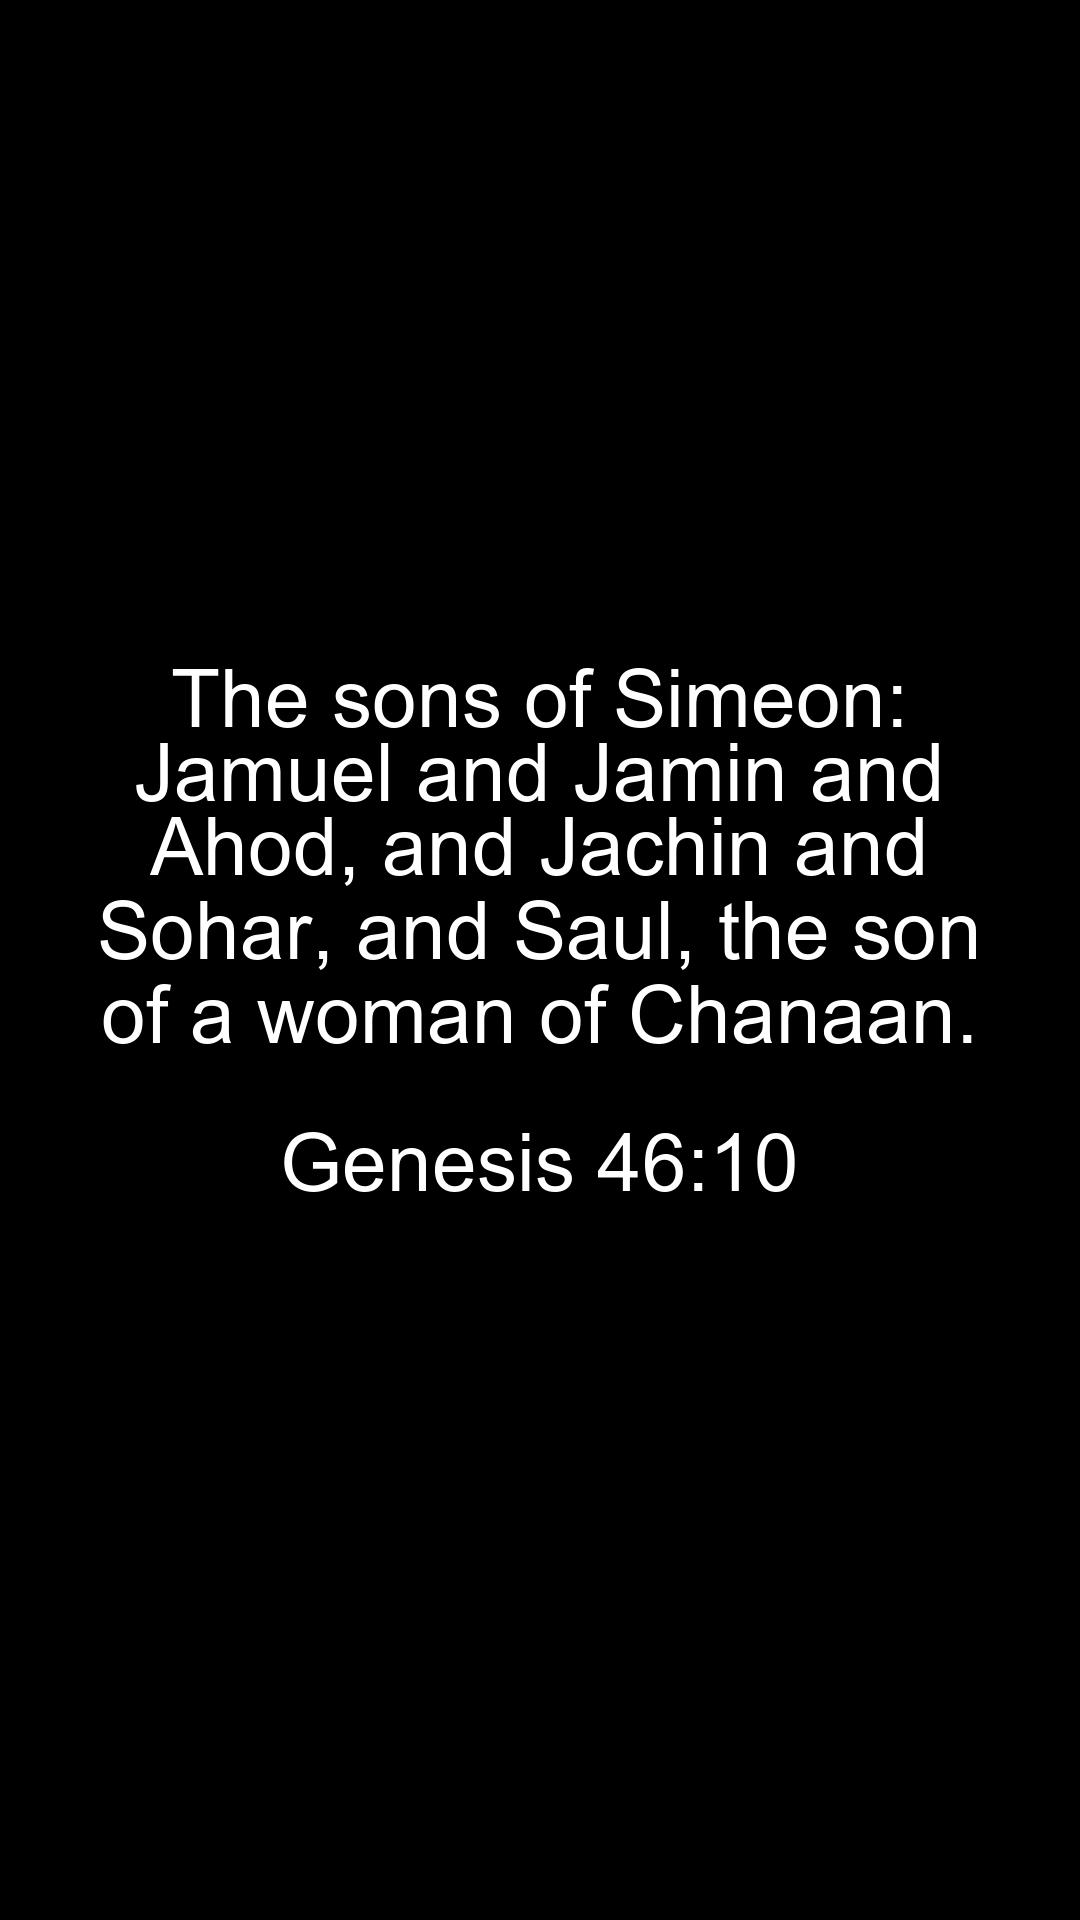 The sons of Simeon:
Jamuel and Jamin and
Ahod, and Jachin and
Sohar, and Saul, the son
of a woman of Chanaan.
Genesis 46:10